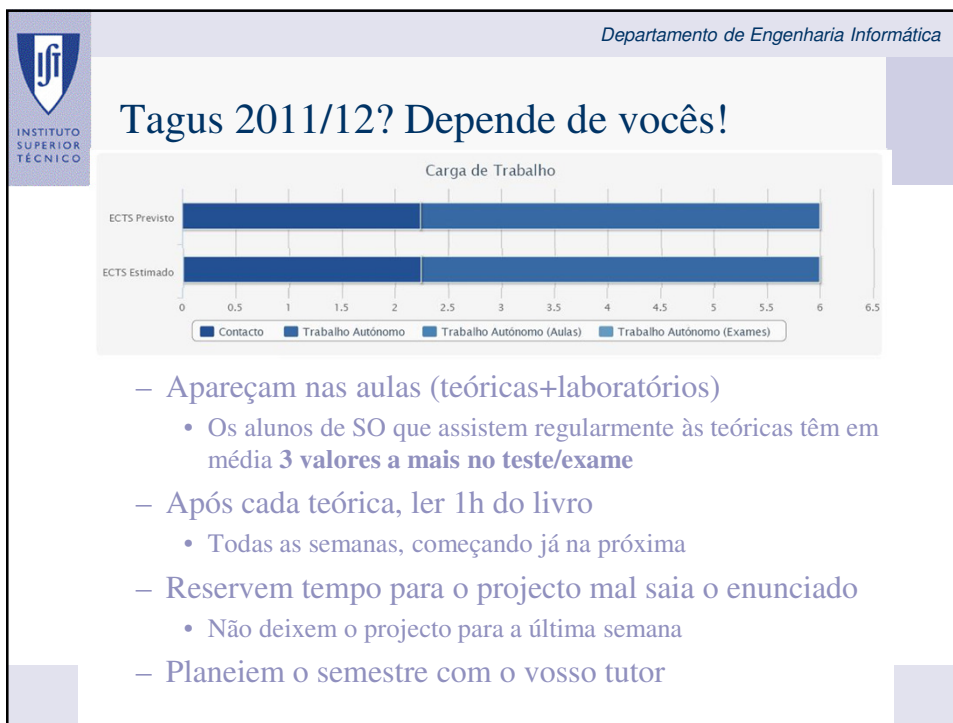 Departamento de Engenharia Informática
INSTITUTO
SUPERIOR
TÉCNICO
Tagus 2011/12? Depende de vocês!
Carga de Trabalho
ECTS Previsto
ECTS Estimado
0 0.5 1 1.5 2 2.5 3 3.5 4 4.5 5 5.5 6 6.5
Contacto Trabalho Autónomo Trabalho Autónomo (Aulas) Trabalho Autónomo (Exames)
– Apareçam nas aulas (teóricas+laboratórios)
• Os alunos de SO que assistem regularmente às teóricas têm em
média 3 valores a mais no teste/exame
– Após cada teórica, ler 1h do livro
• Todas as semanas, começando já na próxima
– Reservem tempo para o projecto mal saia o enunciado
• Não deixem o projecto para a última semana
– Planeiem o semestre com o vosso tutor